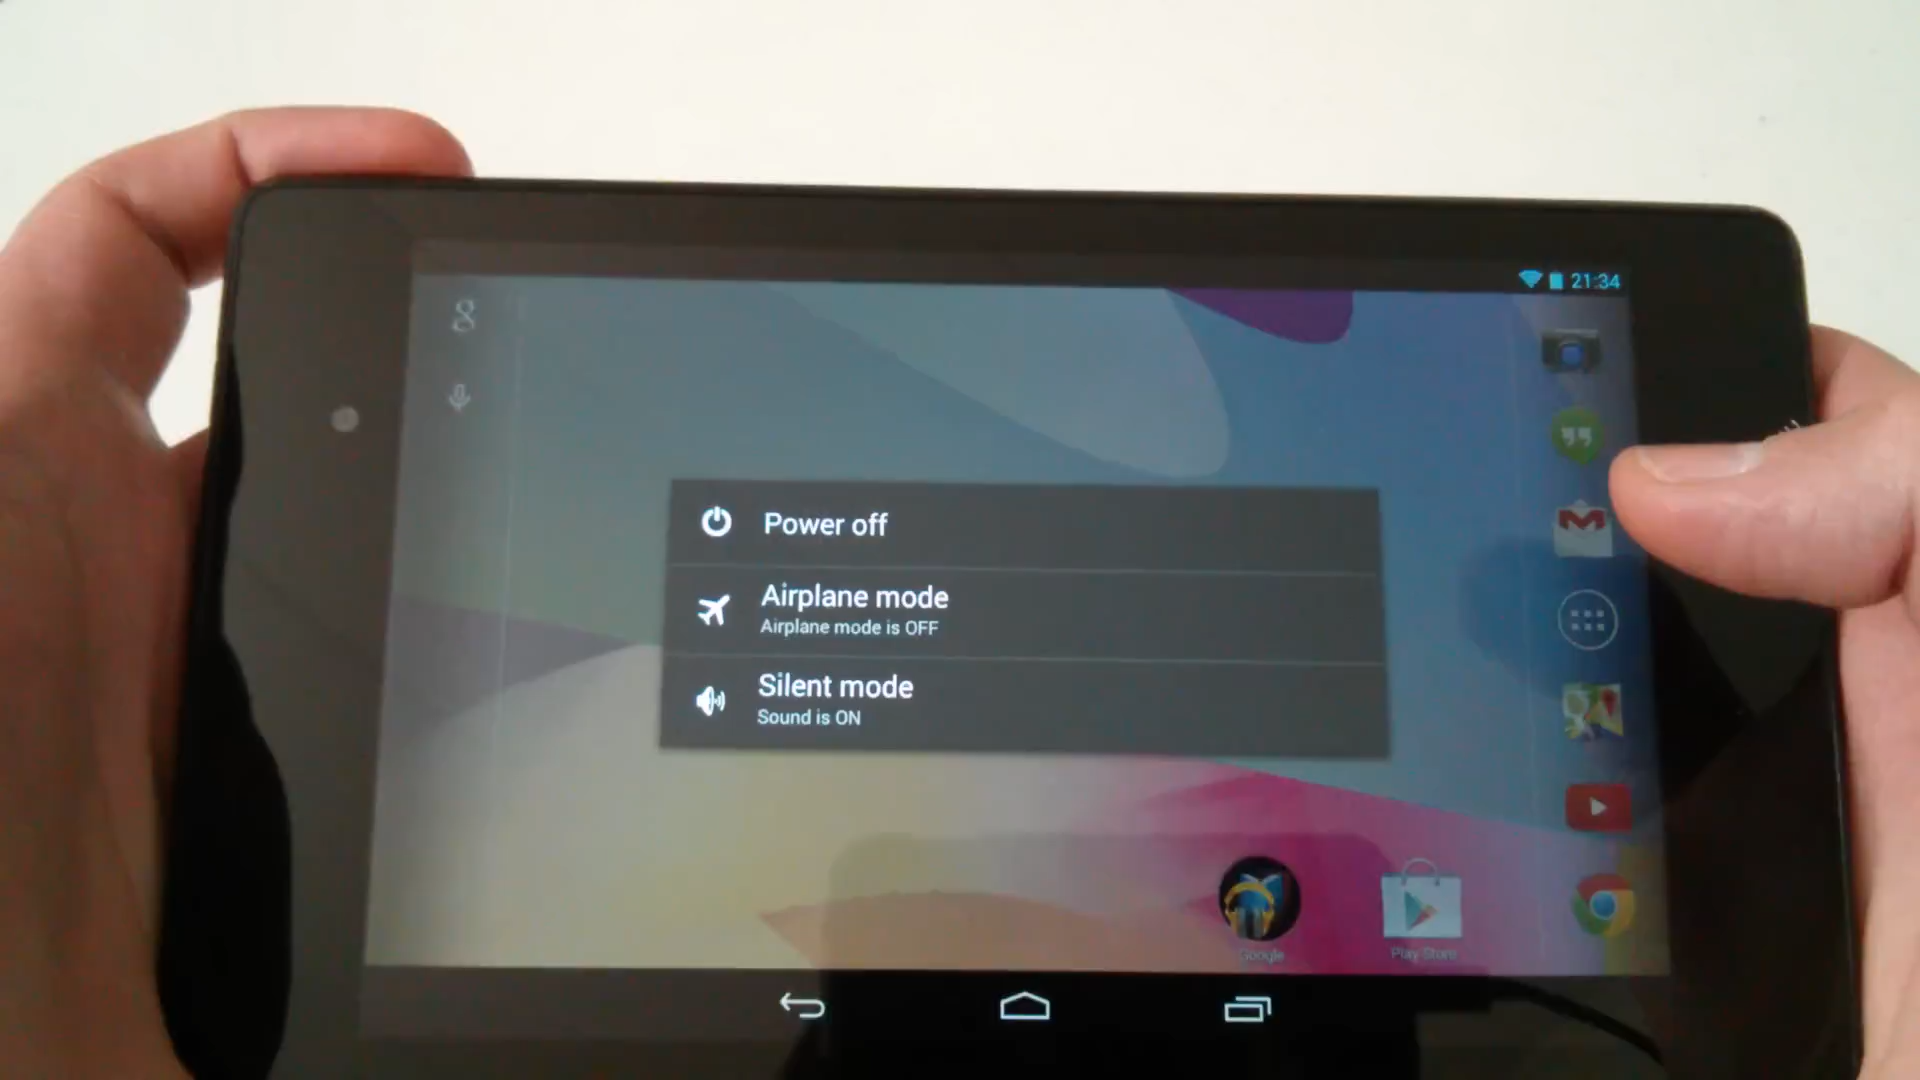 21:34
Power off
Airplane mode
Airplane mode is OFF
Silent mode
Sound is ON
Google
Play Store